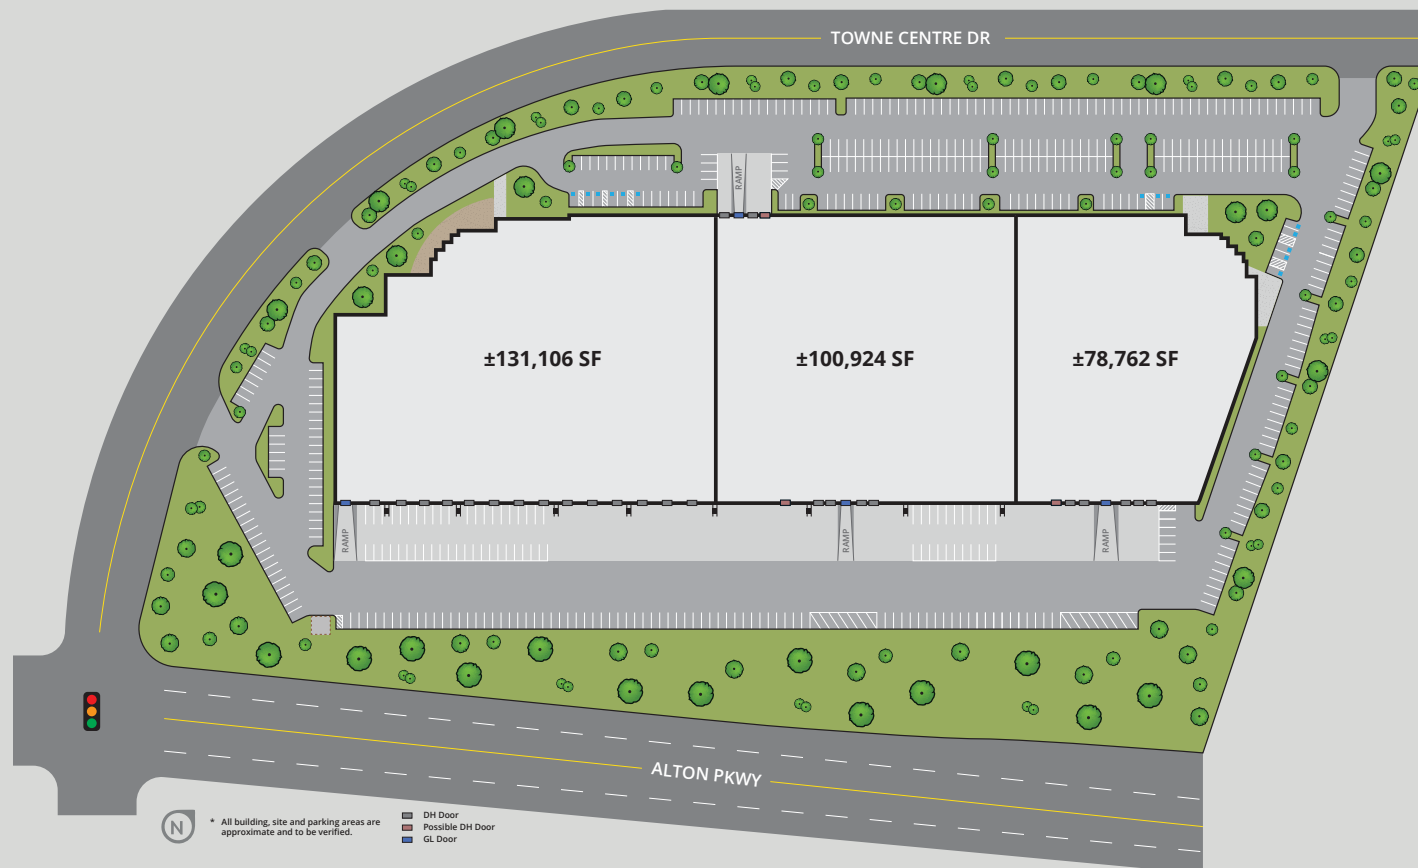 TOWNE CENTRE DR
RAMP
±131,106 SF
±100,924 SF
±78,762 SF
RAMP
RAMP
RAMP
ALTON PKWY
N
* All building, site and parking areas are
approximate and to be verified.
DH Door
Possible DH Door
GL Door